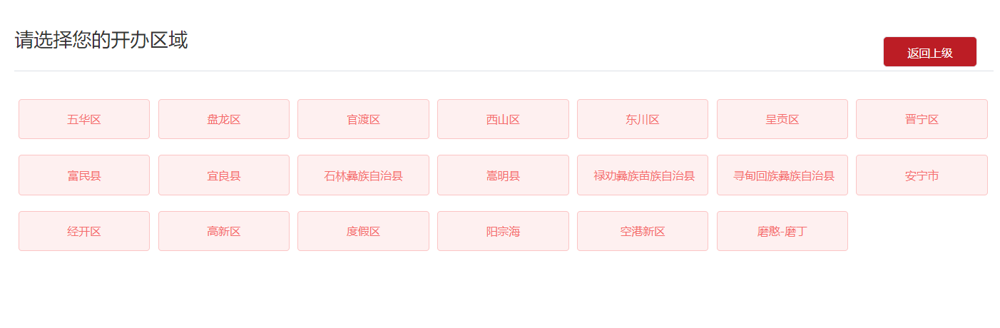 请选择您的开办区域
返回上级
五华区
盘龙区
官渡区
西山区
东川区
呈贡区
晋宁区
富民县
宜良县
石林彝族自治县
嵩明县
禄劝彝族苗族自治县
寻甸回族彝族自治县
安宁市
经开区
高新区
度假区
阳宗海
空港新区
磨憨-磨丁